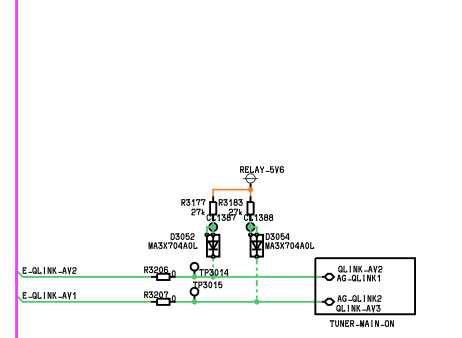 RELAY-5V6
R3177 R3183
27k 27k
CL1387 CL1388
D3052 D3054
MA3X704A0L MA3X704A0L
E-QLINK-AV2 R3206 0 TP3014 QLINK-AV2
AG-QLINK1
TP3015
E-QLINK-AV1 R3207 0 AG-QLINK2
QLINK-AV3
TUNER-MAIN-ON